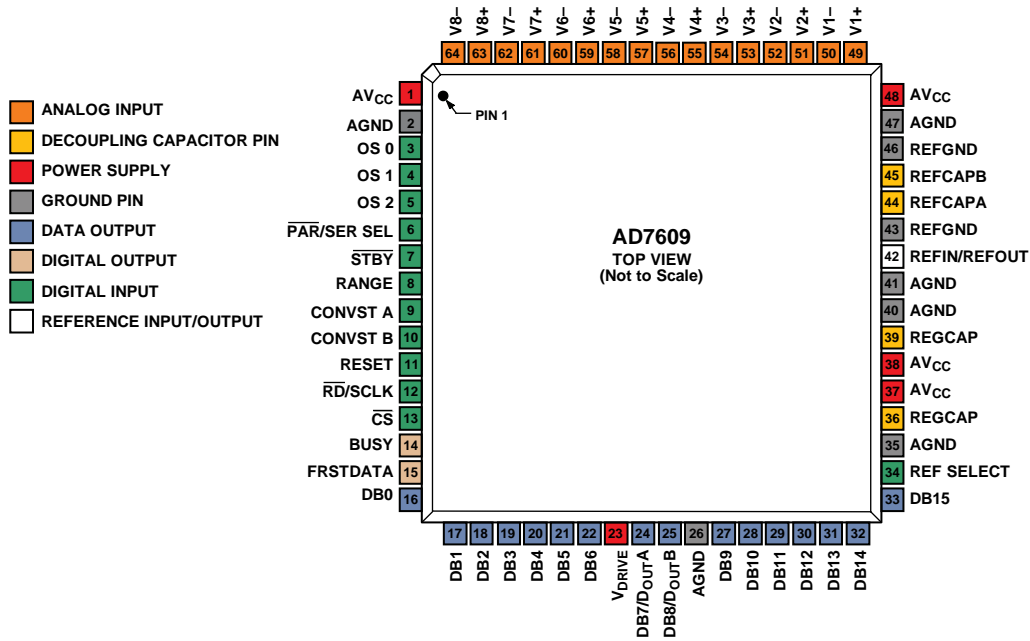 V8– V8+ V7– V7+ V6– V6+ V5– V5+ V4– V4+ V3– V3+ V2– V2+ V1– V1+
64 63 62 61 60 59 58 57 56 55 54 53 52 51 50 49
ANALOG INPUT
DECOUPLING CAPACITOR PIN
POWER SUPPLY
GROUND PIN
DATA OUTPUT
DIGITAL OUTPUT
DIGITAL INPUT
REFERENCE INPUT/OUTPUT
AVCC 1
AGND 2
OS 0 3
OS 1 4
OS 2 5
PAR/SER SEL 6
STBY 7
RANGE 8
CONVST A 9
CONVST B 10
RESET 11
RD/SCLK 12
CS 13
BUSY 14
FRSTDATA 15
DB0 16
PIN 1
AD7609
TOP VIEW
(Not to Scale)
48 AVCC
47 AGND
46 REFGND
45 REFCAPB
44 REFCAPA
43 REFGND
42 REFIN/REFOUT
41 AGND
40 AGND
39 REGCAP
38 AVCC
37 AVCC
36 REGCAP
35 AGND
34 REF SELECT
33 DB15
17 18 19 20 21 22 23 24 25 26 27 28 29 30 31 32
DB1 DB2 DB3 DB4 DB5 DB6 VDRIVE DB7/DOUTA DB8/DOUTB AGND DB9 DB10 DB11 DB12 DB13 DB14